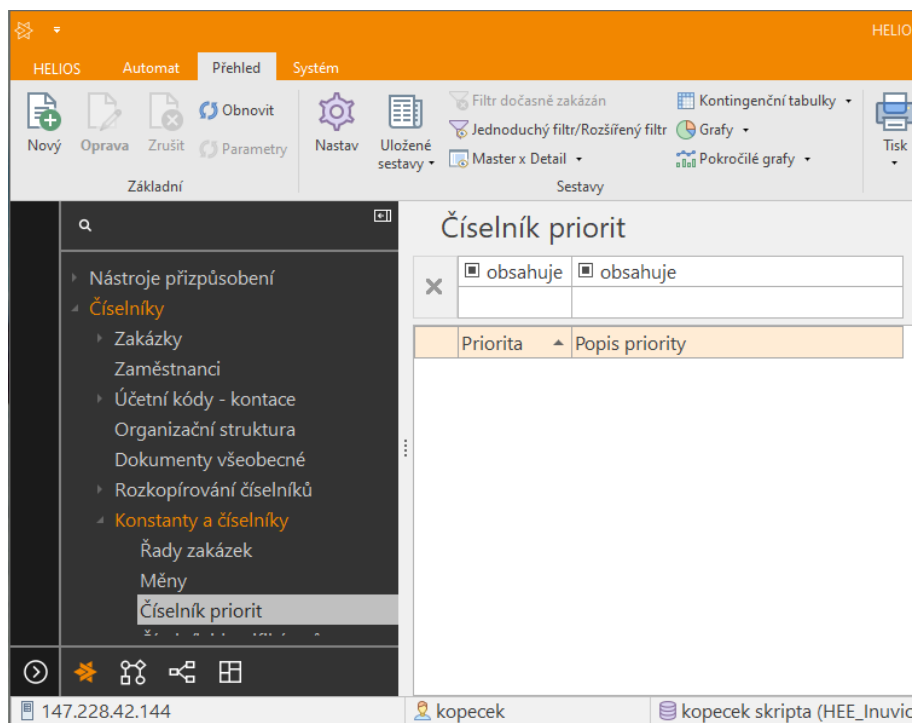 HELIO
HELIOS Automat Přehled Systém
Nový Oprava Zrušit Obnovit Parametry
Základní
Nastav Uložené sestavy
Filtr dočasně zakázán
Jednoduchý filtr/Rozšířený filtr
Master x Detail
Kontingenční tabulky
Grafy
Pokročilé grafy
Sestavy
Tisk
Nástroje přizpůsobení
Číselníky
Zakázky
Zaměstnanci
Účetní kódy - kontace
Organizační struktura
Dokumenty všeobecné
Rozkopírování číselníků
Konstanty a číselníky
Řady zakázek
Měny
Číselník priorit
Číselník priorit
obsahuje obsahuje
Priorita Popis priority
147.228.42.144 kopecek kopecek skripta (HEE_Inuvio